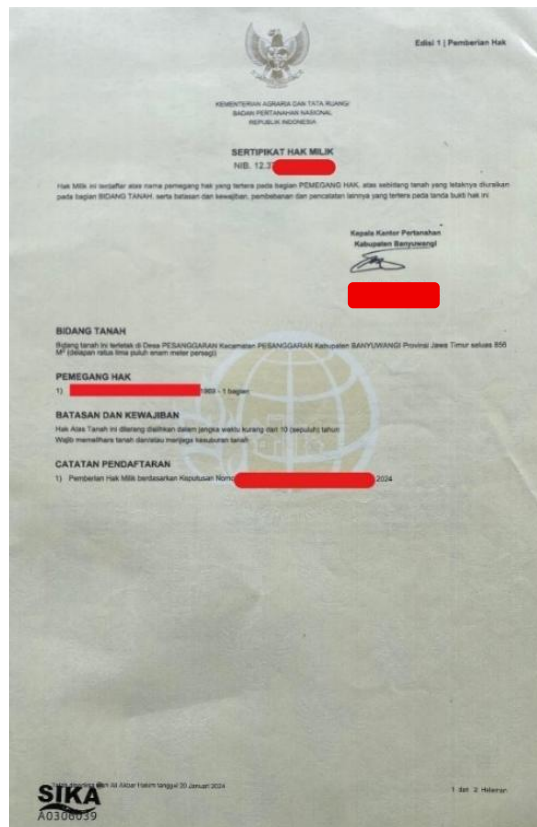 Edisi 1 | Pemberian Hak
KEMENTERIAN AGRARIA DAN TATA RUANG/
BADAN PERTANAHAN NASIONAL
REPUBLIK INDONESIA
SERTIPIKAT HAK MILIK
NIB. 12.3
Hak Milik ini terdaftar atas nama pemegang hak yang tertera pada bagian PEMEGANG HAK, atas sebidang tanah yang letaknya diuraikan
pada bagian BIDANG TANAH, serta batasan dan kewajiban, pembebanan dan pencatatan lainnya yang tertera pada tanda bukti hak ini
Kepala Kantor Pertanahan
Kabupaten Banyuwangi
BIDANG TANAH
Bidang tanah ini terletak di Desa PESANGGARAN Kecamatan PESANGGARAN Kabupaten BANYUWANGI Provinsi Jawa Timur seluas 856
M² (delapan ratus lima puluh enam meter persegi)
PEMEGANG HAK
1) 1969 - 1 bagian
BATASAN DAN KEWAJIBAN
Hak Atas Tanah ini dilarang dialihkan dalam jangka waktu kurang dari 10 (sepuluh) tahun
Wajib memelihara tanah dan/atau menjaga kesuburan tanah
CATATAN PENDAFTARAN
1) Pemberian Hak Milik berdasarkan Keputusan Nomo 2024
Hakim tanggal 20 Januari 2024
1 dari 2 Halaman
SIKA
A0306039